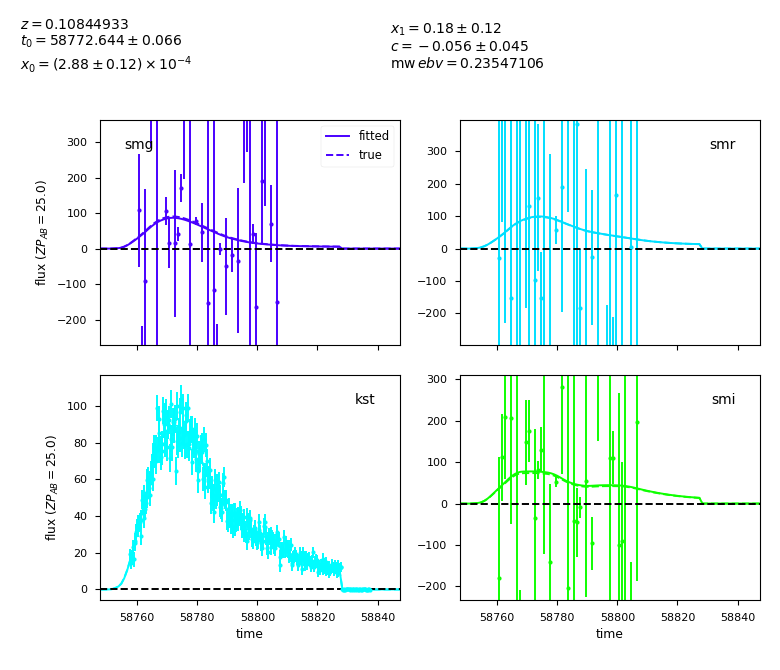 z = 0.10844933
t₀ = 58772.644 ± 0.066
x₀ = (2.88 ± 0.12) × 10⁻⁴
x₁ = 0.18 ± 0.12
c = −0.056 ± 0.045
mw ebv = 0.23547106
smg
fitted
true
300
200
100
0
−100
−200
flux (ZP_AB = 25.0)
smr
300
200
100
0
−100
−200
kst
100
80
60
40
20
0
flux (ZP_AB = 25.0)
58760 58780 58800 58820 58840
time
smi
300
200
100
0
−100
−200
58760 58780 58800 58820 58840
time